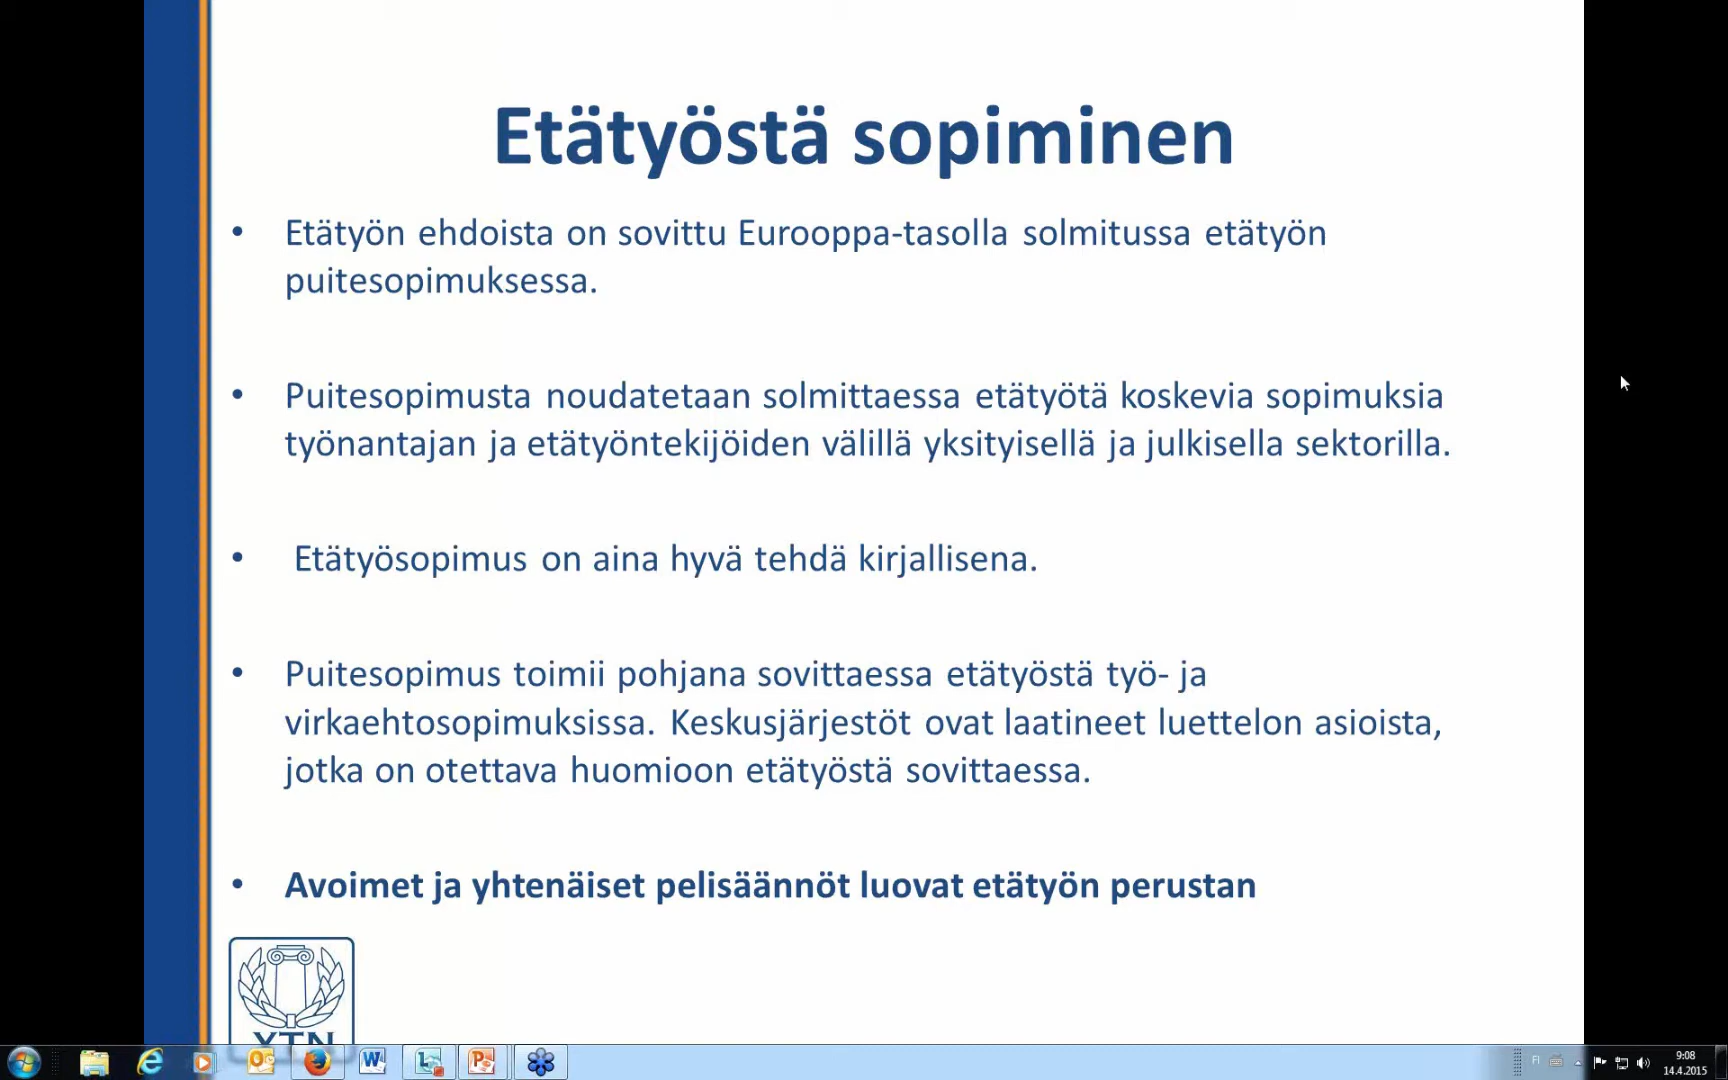 Etätyöstä sopiminen
• Etätyön ehdoista on sovittu Eurooppa-tasolla solmitussa etätyön
puitesopimuksessa.
• Puitesopimusta noudatetaan solmittaessa etätyötä koskevia sopimuksia
työnantajan ja etätyöntekijöiden välillä yksityisellä ja julkisella sektorilla.
• Etätyösopimus on aina hyvä tehdä kirjallisena.
• Puitesopimus toimii pohjana sovittaessa etätyöstä työ- ja
virkaehtosopimuksissa. Keskusjärjestöt ovat laatineet luettelon asioista,
jotka on otettava huomioon etätyöstä sovittaessa.
• Avoimet ja yhtenäiset pelisäännöt luovat etätyön perustan
YTN
FI
9:08
14.4.2015